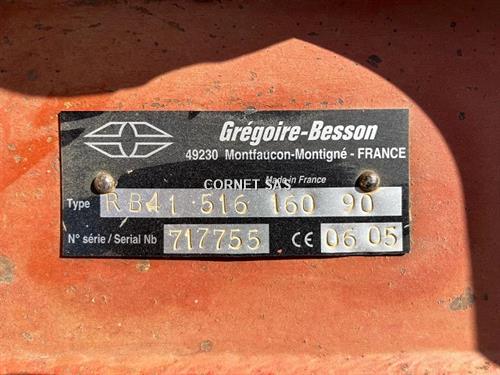 Grégoire-Besson
49230 Montfaucon-Montigné - FRANCE
Made in France
CORNET SAS
Type RB41 516 160 90
N° série / Serial Nb 717755 CE 06 05